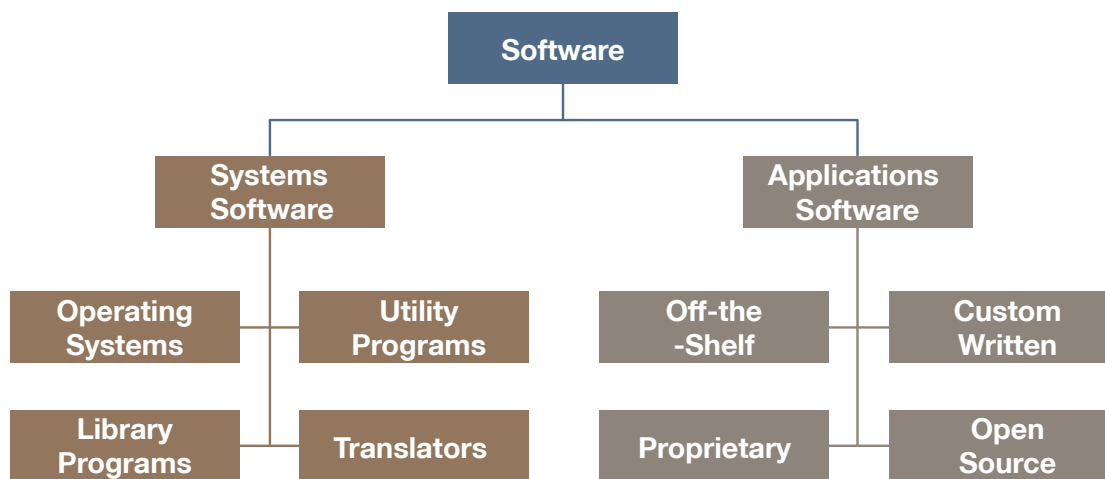 Software
Systems
Software
Applications
Software
Operating
Systems
Utility
Programs
Off-the
-Shelf
Custom
Written
Library
Programs
Translators
Proprietary
Open
Source